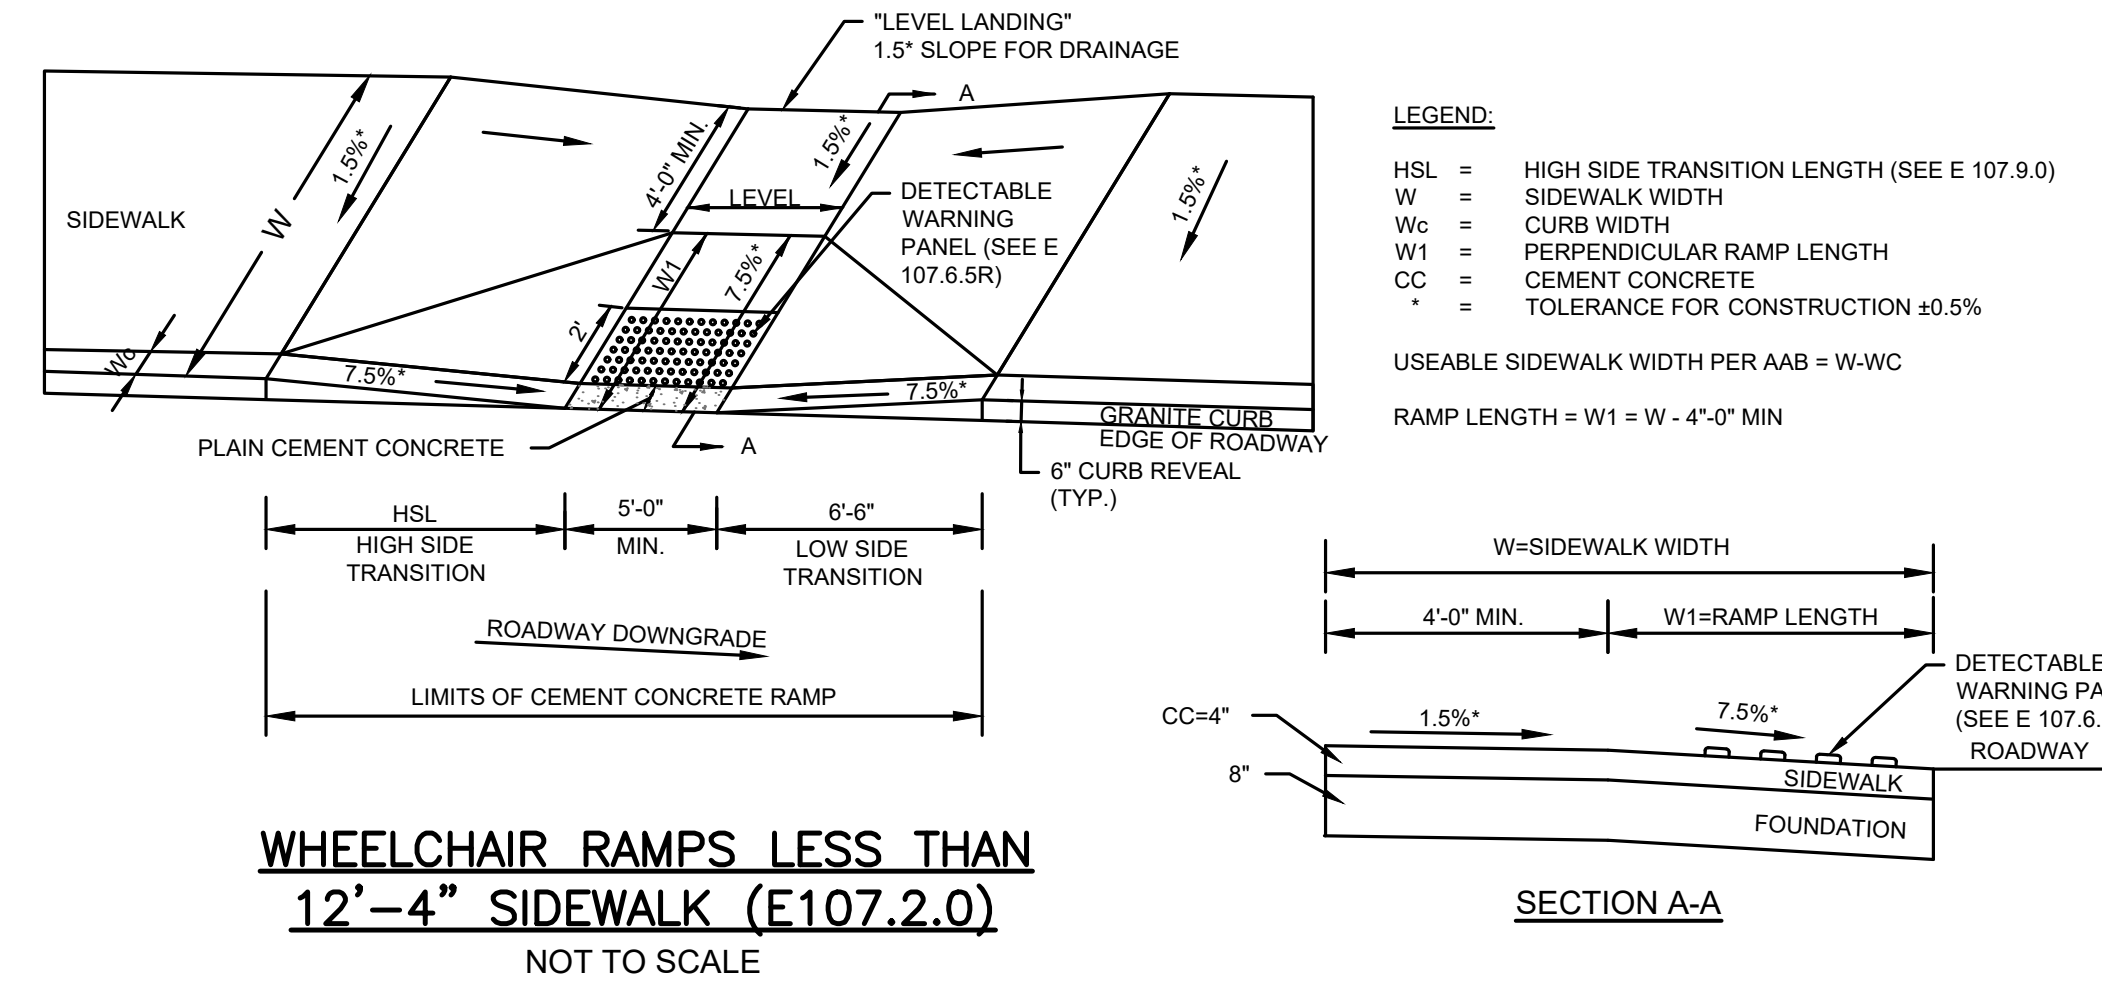 "LEVEL LANDING"
1.5* SLOPE FOR DRAINAGE
A
1.5%*
4'-0" MIN.
1.5%*
LEVEL
DETECTABLE
WARNING
PANEL (SEE E
107.6.5R)
1.5%*
SIDEWALK
W
W1
7.5%*
2'
Wc
7.5%*
7.5%*
GRANITE CURB
EDGE OF ROADWAY
PLAIN CEMENT CONCRETE
A
6" CURB REVEAL
(TYP.)
HSL
HIGH SIDE
TRANSITION
5'-0"
MIN.
6'-6"
LOW SIDE
TRANSITION
ROADWAY DOWNGRADE
LIMITS OF CEMENT CONCRETE RAMP
WHEELCHAIR RAMPS LESS THAN
12'-4" SIDEWALK (E107.2.0)
NOT TO SCALE
LEGEND:
HSL = HIGH SIDE TRANSITION LENGTH (SEE E 107.9.0)
W = SIDEWALK WIDTH
Wc = CURB WIDTH
W1 = PERPENDICULAR RAMP LENGTH
CC = CEMENT CONCRETE
* = TOLERANCE FOR CONSTRUCTION ±0.5%
USEABLE SIDEWALK WIDTH PER AAB = W-WC
RAMP LENGTH = W1 = W - 4"-0" MIN
W=SIDEWALK WIDTH
4'-0" MIN.
W1=RAMP LENGTH
DETECTABLE
WARNING PA
(SEE E 107.6.
ROADWAY
CC=4"
1.5%*
7.5%*
8"
SIDEWALK
FOUNDATION
SECTION A-A